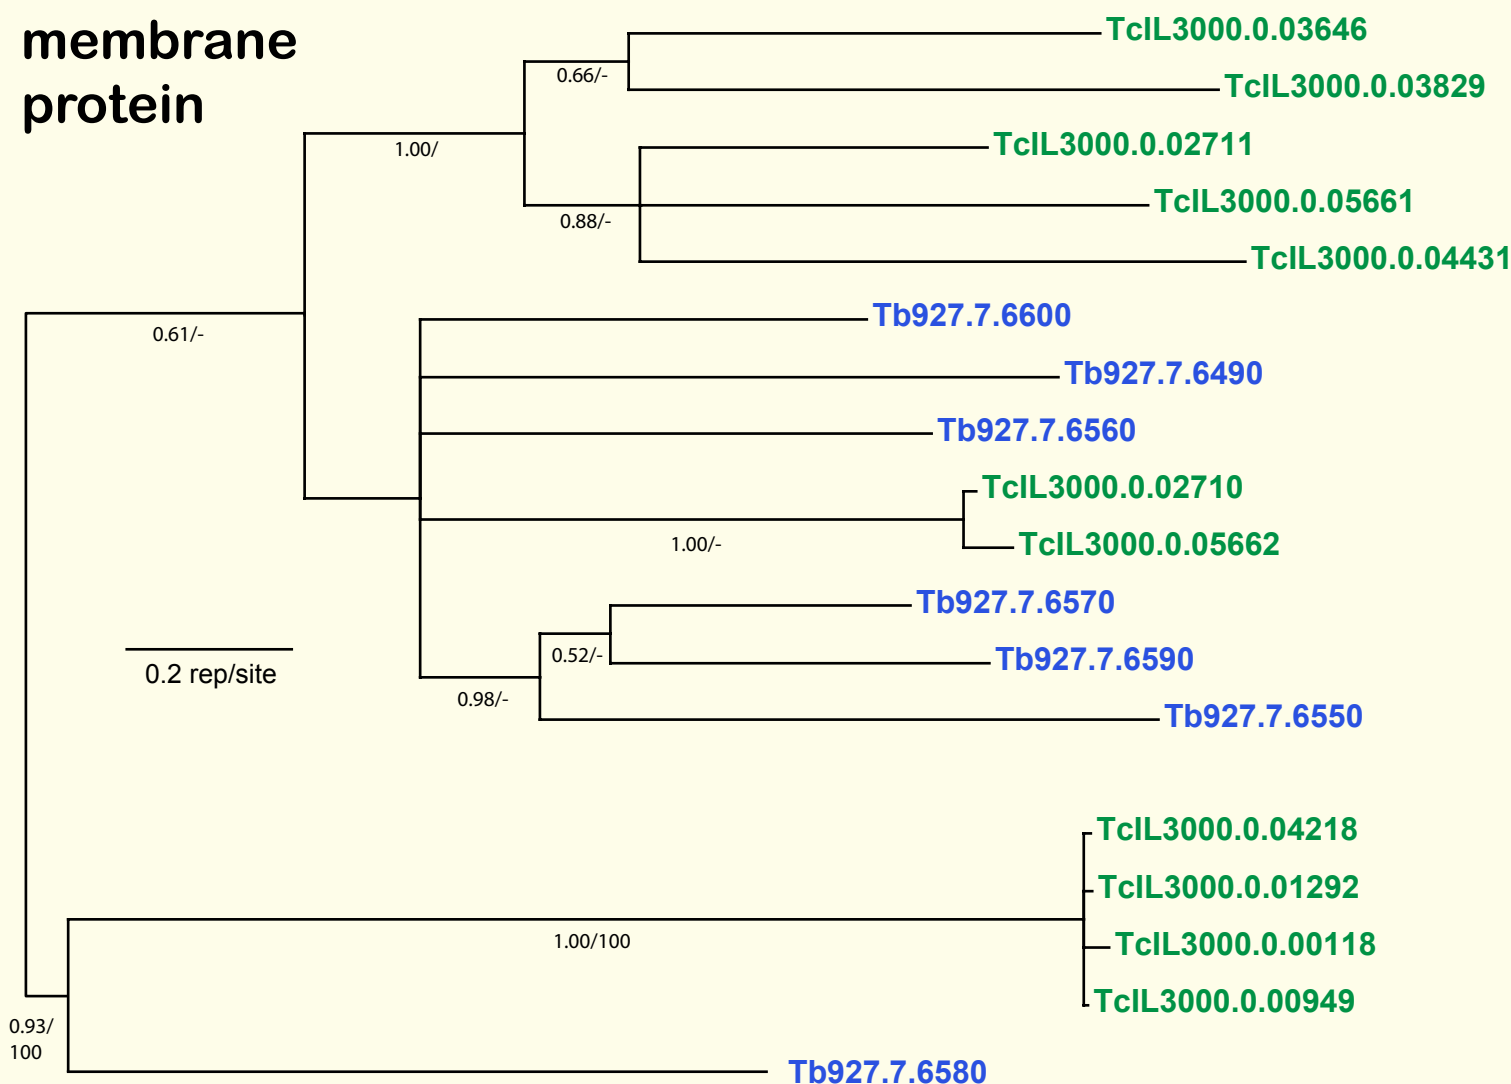 membrane
protein
TcIL3000.0.03646
0.66/-
TcIL3000.0.03829
1.00/
TcIL3000.0.02711
TcIL3000.0.05661
0.88/-
TcIL3000.0.04431
Tb927.7.6600
0.61/-
Tb927.7.6490
Tb927.7.6560
TcIL3000.0.02710
1.00/-
TcIL3000.0.05662
Tb927.7.6570
0.52/-
Tb927.7.6590
0.2 rep/site
0.98/-
Tb927.7.6550
TcIL3000.0.04218
TcIL3000.0.01292
1.00/100
TcIL3000.0.00118
TcIL3000.0.00949
0.93/
100
Tb927.7.6580